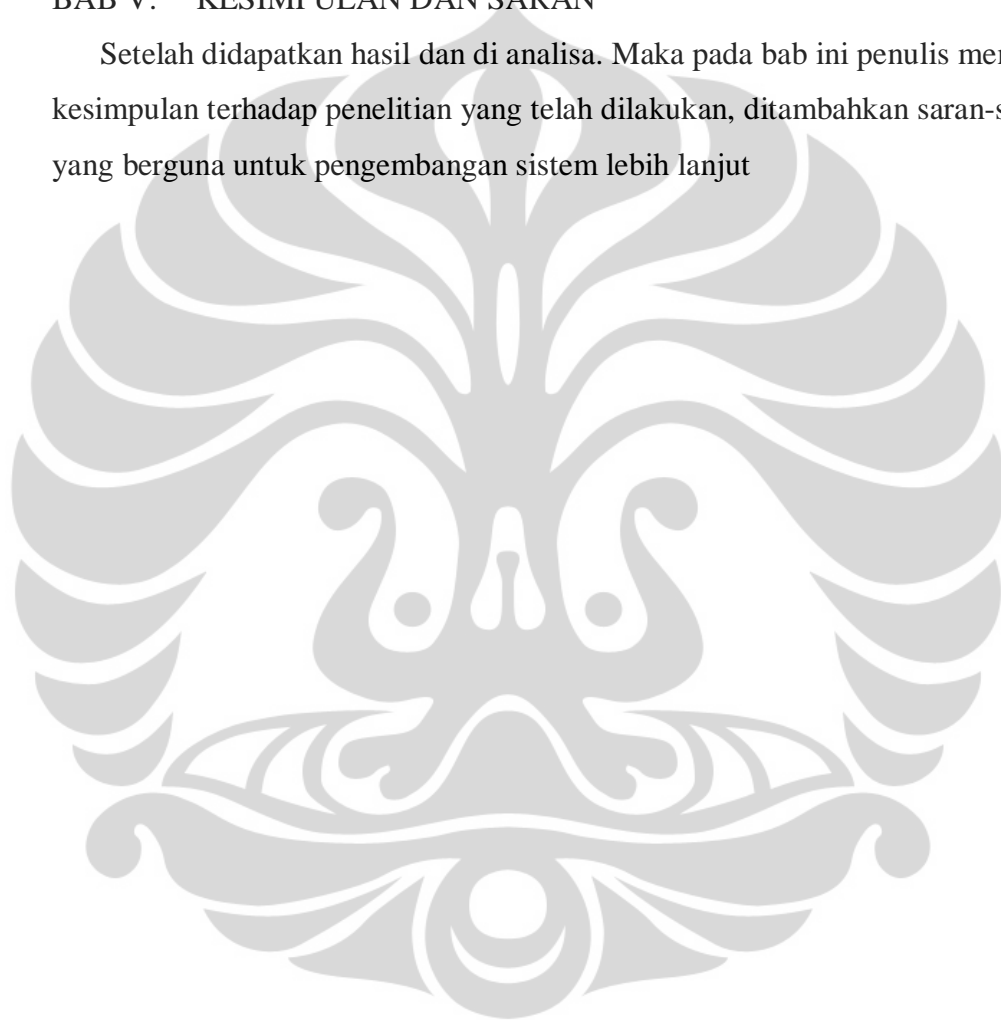 BAB V. KESIMPULAN DAN SARAN
Setelah didapatkan hasil dan di analisa. Maka pada bab ini penulis
kesimpulan terhadap penelitian yang telah dilakukan, ditambahkan
yang berguna untuk pengembangan sistem lebih lanjut